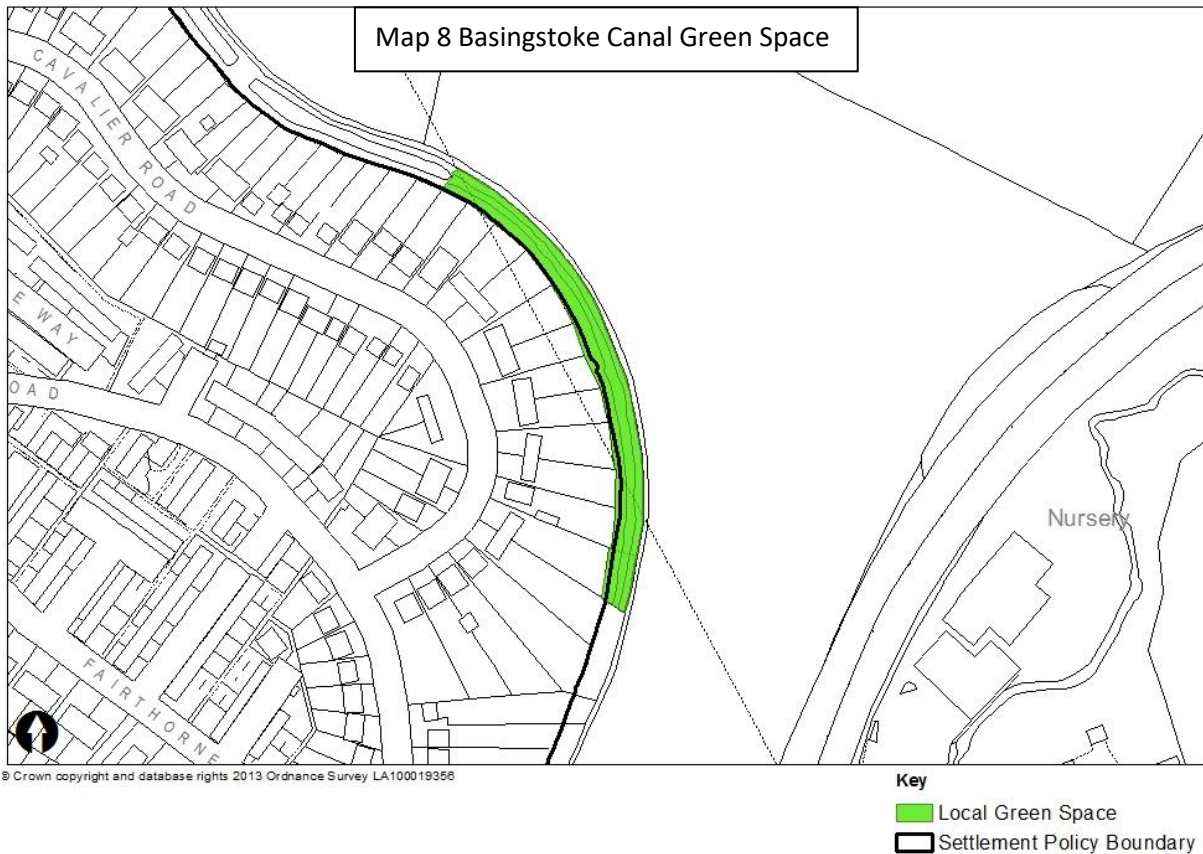 Map 8 Basingstoke Canal Green Space
CAVALIER ROAD
E WAY
OAD
Nursery
FAIRTHORNE
© Crown copyright and database rights 2013 Ordnance Survey LA100019356
Key
Local Green Space
Settlement Policy Boundary